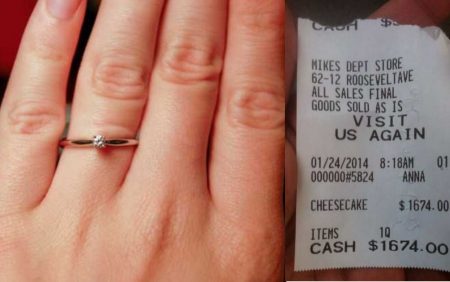 CASH
MIKES DEPT STORE
62-12 ROOSEVELTAVE
ALL SALES FINAL
GOODS SOLD AS IS
VISIT
US AGAIN
01/24/2014 8:18AM 01
000000#5824 ANNA
CHEESECAKE $1674.00
ITEMS 1Q
CASH $1674.00